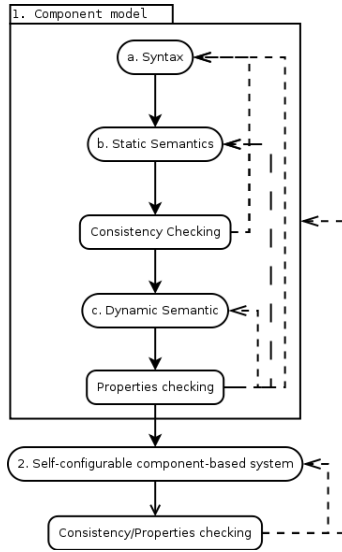 1. Component model
a. Syntax
b. Static Semantics
Consistency Checking
c. Dynamic Semantic
Properties checking
2. Self-configurable component-based system
Consistency/Properties checking